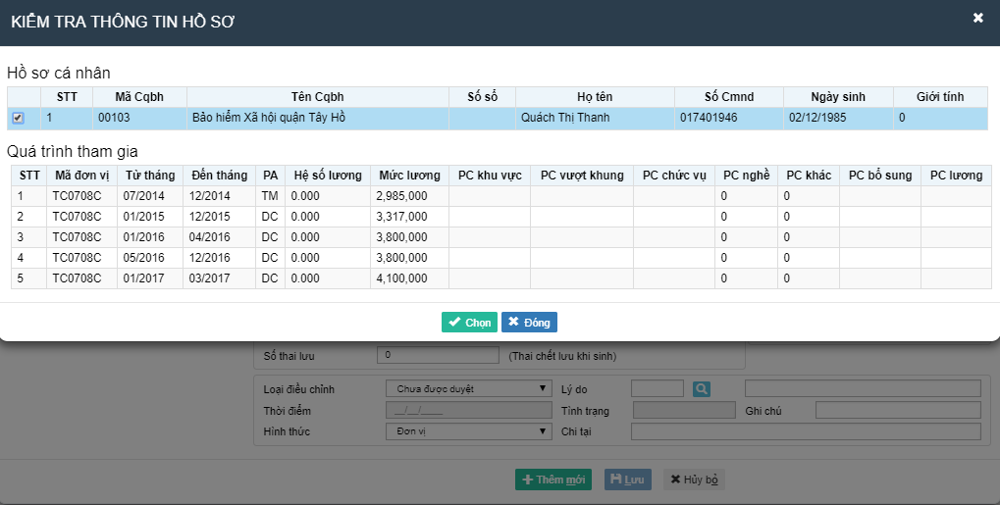 KIỂM TRA THÔNG TIN HỒ SƠ
Hồ sơ cá nhân
STT Mã Cqbh Tên Cqbh Số sổ Họ tên Số Cmnd Ngày sinh Giới tính
1 00103 Bảo hiểm Xã hội quận Tây Hồ Quách Thị Thanh 017401946 02/12/1985 0
Quá trình tham gia
STT Mã đơn vị Từ tháng Đến tháng PA Hệ số lương Mức lương PC khu vực PC vượt khung PC chức vụ PC nghề PC khác PC bổ sung PC lương
1 TC0708C 07/2014 12/2014 TM 0.000 2,985,000 0 0
2 TC0708C 01/2015 12/2015 DC 0.000 3,317,000 0 0
3 TC0708C 01/2016 04/2016 DC 0.000 3,800,000 0 0
4 TC0708C 05/2016 12/2016 DC 0.000 3,800,000 0 0
5 TC0708C 01/2017 03/2017 DC 0.000 4,100,000 0 0
Chọn Đóng
Số thai lưu 0 (Thai chết lưu khi sinh)
Loại điều chỉnh Chưa được duyệt Lý do
Thời điểm __/__/____ Tình trạng Ghi chú
Hình thức Đơn vị Chi tại
Thêm mới Lưu Hủy bỏ